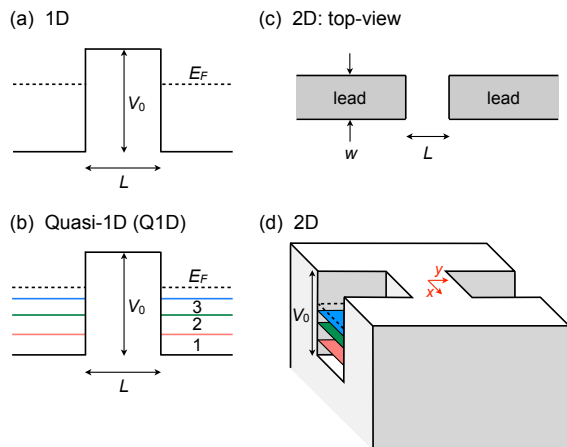 (a) 1D
E_F
V_0
L
(b) Quasi-1D (Q1D)
E_F
V_0
3
2
1
L
(c) 2D: top-view
lead
lead
w
L
(d) 2D
y
x
V_0